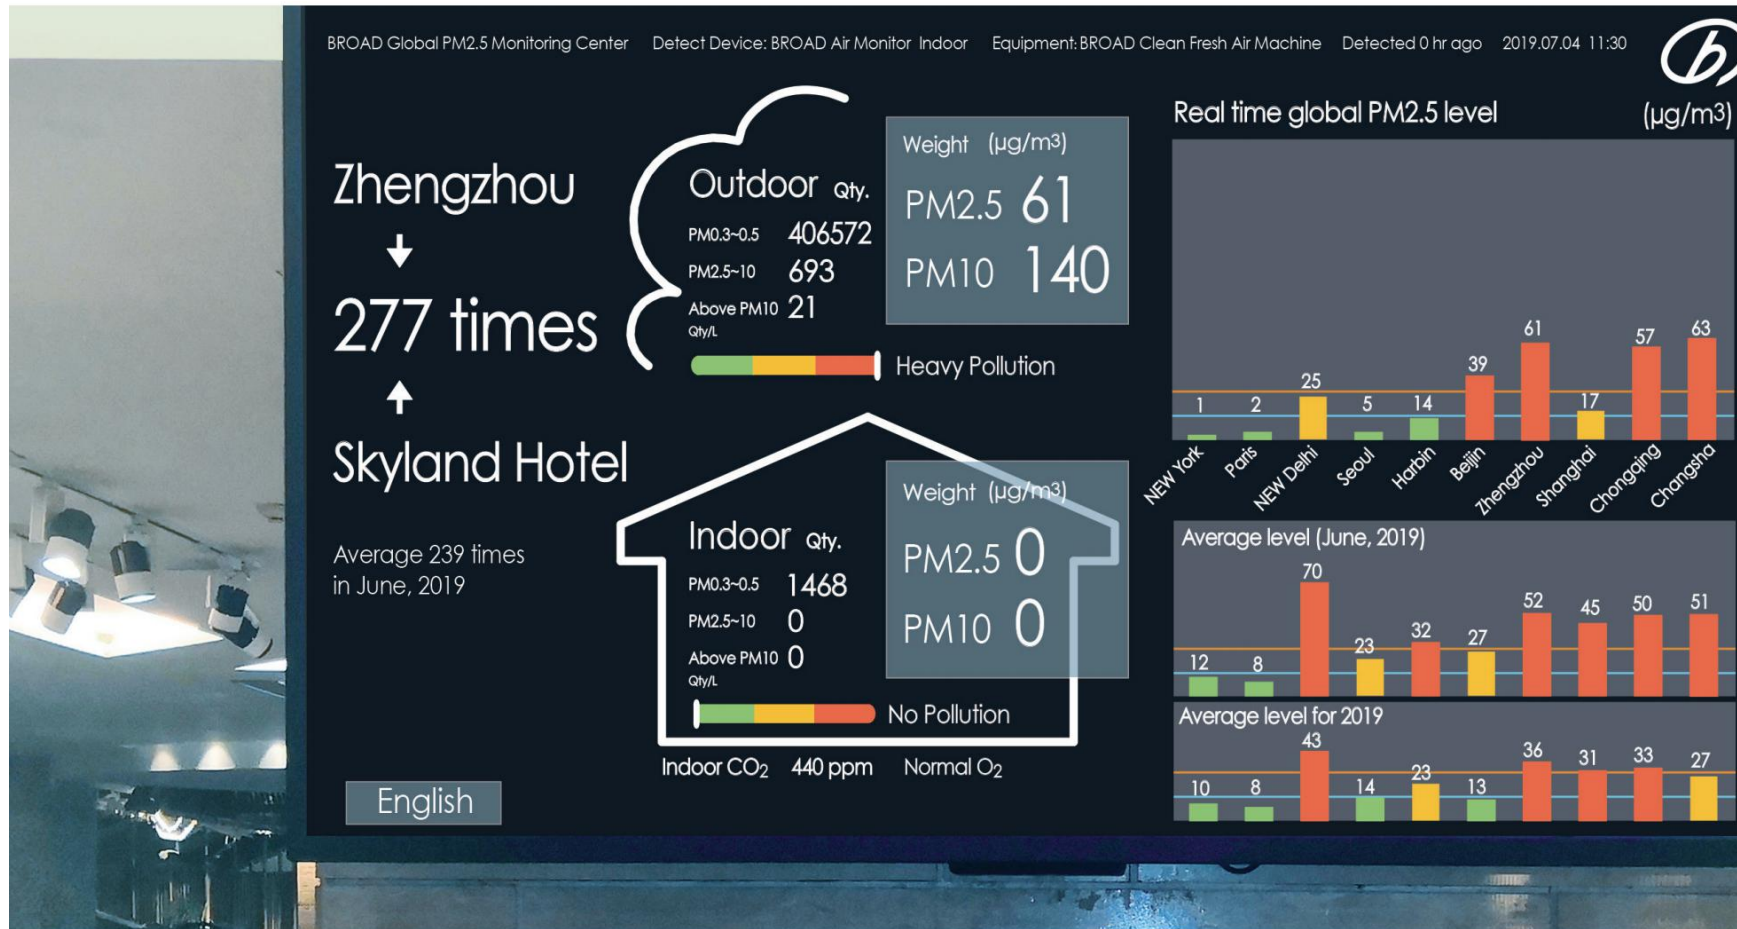 BROAD Global PM2.5 Monitoring Center Detect Device: BROAD Air Monitor Indoor Equipment: BROAD Clean Fresh Air Machine Detected 0 hr ago 2019.07.04 11:30
b
Zhengzhou
277 times
Skyland Hotel
Average 239 times
in June, 2019
English
Outdoor Qty.
PM0.3~0.5 406572
PM2.5~10 693
Above PM10 21
Qty/L
Weight (µg/m3)
PM2.5 61
PM10 140
Heavy Pollution
Indoor Qty.
PM0.3~0.5 1468
PM2.5~10 0
Above PM10 0
Qty/L
Weight (µg/m3)
PM2.5 0
PM10 0
No Pollution
Indoor CO2 440 ppm Normal O2
Real time global PM2.5 level (µg/m3)
1 2 25 5 14 39 61 17 57 63
NEW York Paris NEW Delhi Seoul Harbin Beijin Zhengzhou Shanghai Chongqing Changsha
Average level (June, 2019)
12 8 70 23 32 27 52 45 50 51
Average level for 2019
10 8 43 14 23 13 36 31 33 27